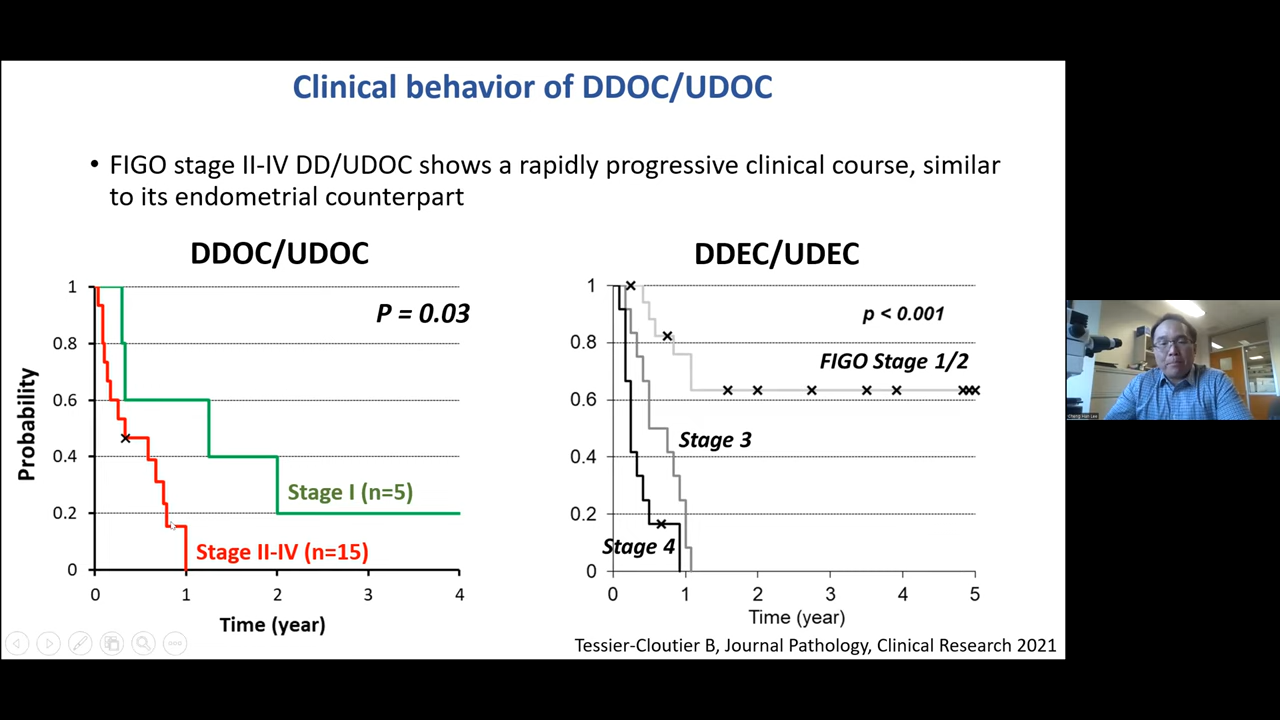 Clinical behavior of DDOC/UDOC
• FIGO stage II-IV DD/UDOC shows a rapidly progressive clinical course, similar
to its endometrial counterpart
DDOC/UDOC
P = 0.03
Probability
1
0.8
0.6
0.4
0.2
0
Stage I (n=5)
Stage II-IV (n=15)
0 1 2 3 4
Time (year)
DDEC/UDEC
p < 0.001
FIGO Stage 1/2
Stage 3
Stage 4
1
0.8
0.6
0.4
0.2
0
0 1 2 3 4 5
Time (year)
Tessier-Cloutier B, Journal Pathology, Clinical Research 2021